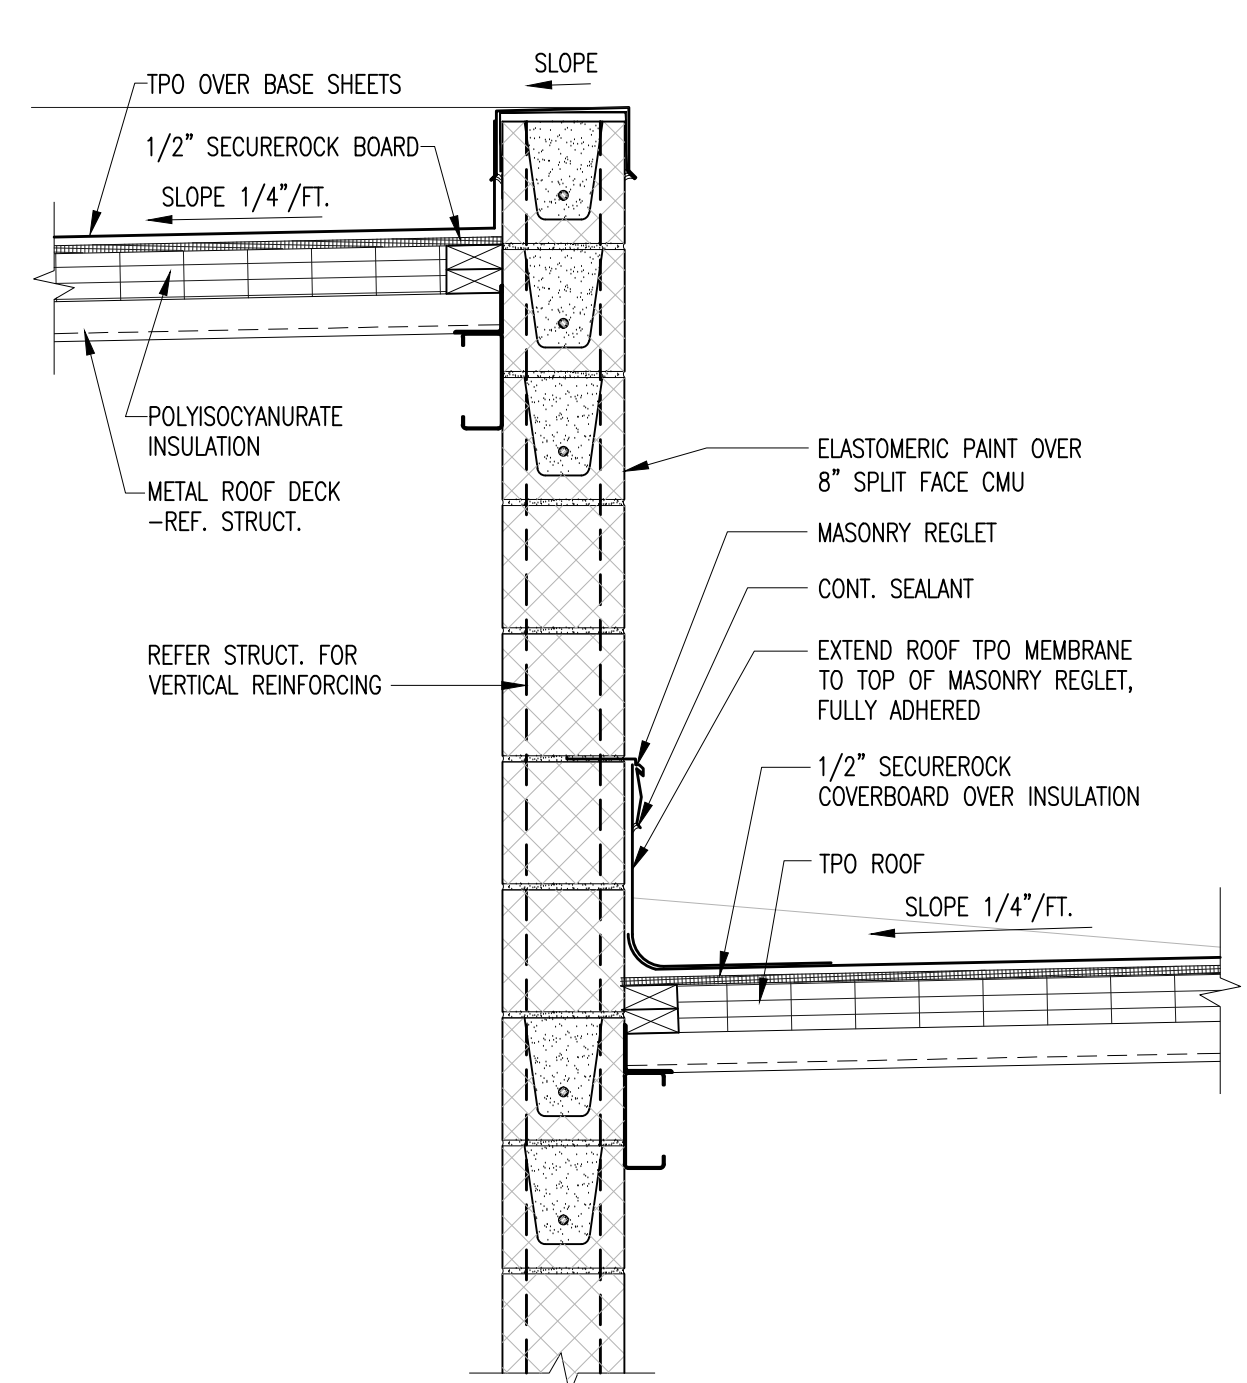 SLOPE
TPO OVER BASE SHEETS
1/2" SECUREROCK BOARD
SLOPE 1/4"/FT.
POLYISOCYANURATE
INSULATION
METAL ROOF DECK
-REF. STRUCT.
REFER STRUCT. FOR
VERTICAL REINFORCING
ELASTOMERIC PAINT OVER
8" SPLIT FACE CMU
MASONRY REGLET
CONT. SEALANT
EXTEND ROOF TPO MEMBRANE
TO TOP OF MASONRY REGLET,
FULLY ADHERED
1/2" SECUREROCK
COVERBOARD OVER INSULATION
TPO ROOF
SLOPE 1/4"/FT.